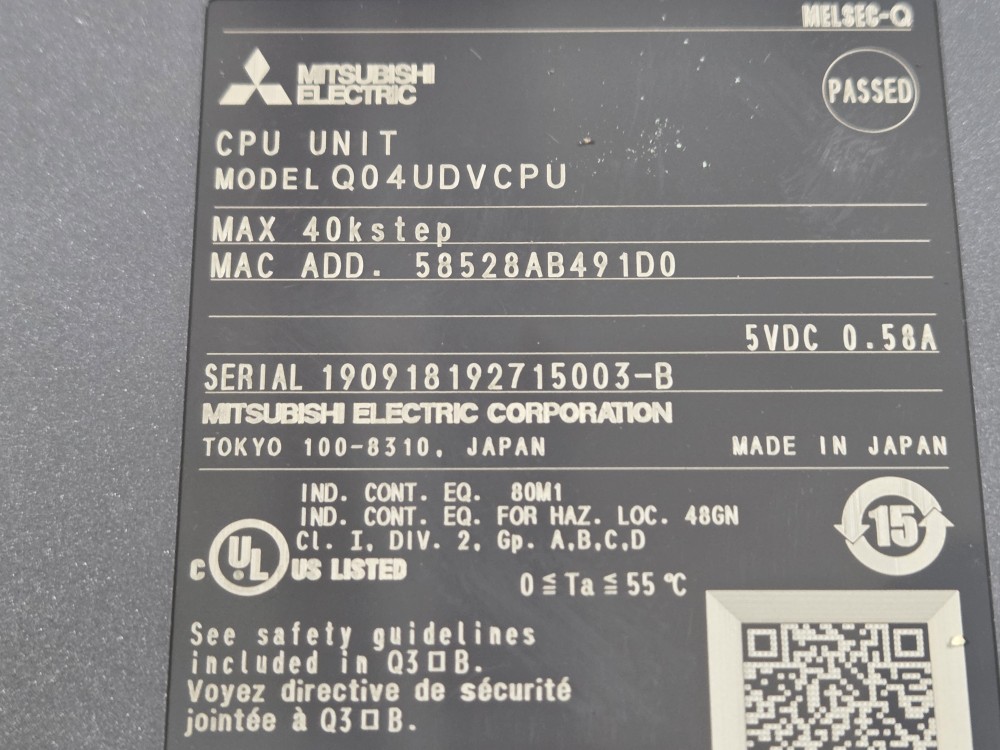 MELSEC-Q
MITSUBISHI
ELECTRIC
PASSED
CPU UNIT
MODEL Q04UDVCPU
MAX 40kstep
MAC ADD. 58528AB491D0
5VDC 0.58A
SERIAL 190918192715003-B
MITSUBISHI ELECTRIC CORPORATION
TOKYO 100-8310, JAPAN MADE IN JAPAN
IND. CONT. EQ. 80M1
IND. CONT. EQ. FOR HAZ. LOC. 48GN
Cl. I, DIV. 2, Gp. A,B,C,D
C UL US LISTED
0≦Ta≦55℃
15
See safety guidelines
included in Q3□B.
Voyez directive de sécurité
jointée à Q3□B.